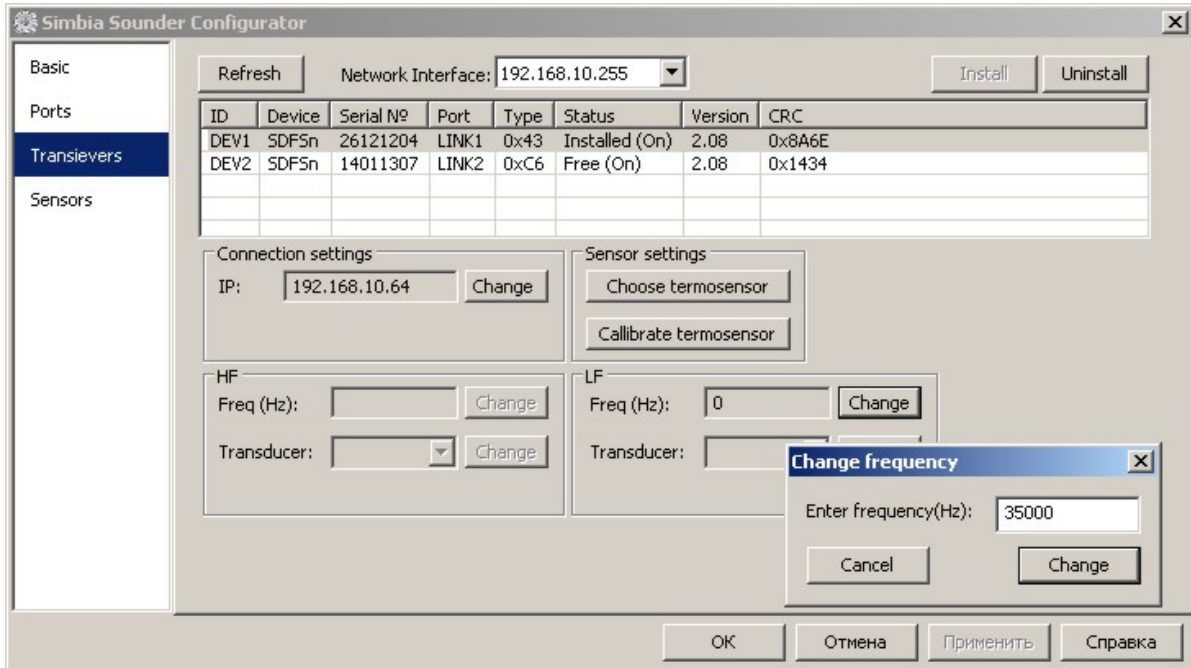 Simbia Sounder Configurator
Basic
Ports
Transievers
Sensors
Refresh Network Interface: 192.168.10.255 Install Uninstall
ID Device Serial Nº Port Type Status Version CRC
DEV1 SDFSn 26121204 LINK1 0x43 Installed (On) 2.08 0x8A6E
DEV2 SDFSn 14011307 LINK2 0xC6 Free (On) 2.08 0x1434
Connection settings
IP: 192.168.10.64 Change
Sensor settings
Choose termosensor
Callibrate termosensor
HF
Freq (Hz): Change
Transducer: Change
LF
Freq (Hz): 0 Change
Transducer:
Change frequency
Enter frequency(Hz): 35000
Cancel Change
OK Отмена Применить Справка